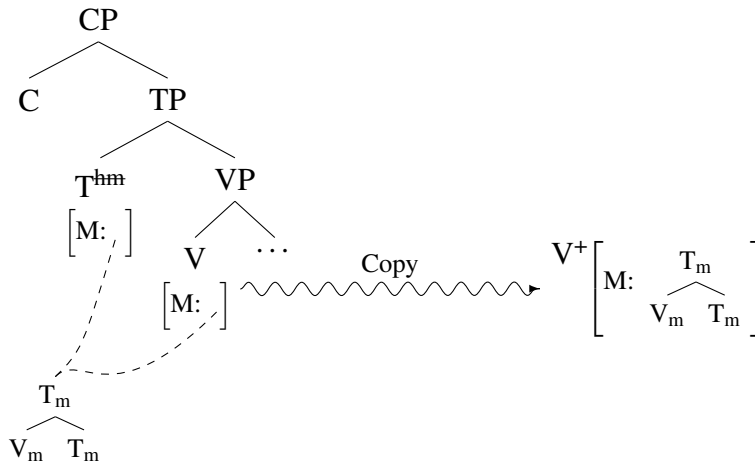 CP
C TP
T^hm VP
[M: ] V ...
[M: ] Copy V+ [M: T_m
V_m T_m]
T_m
V_m T_m